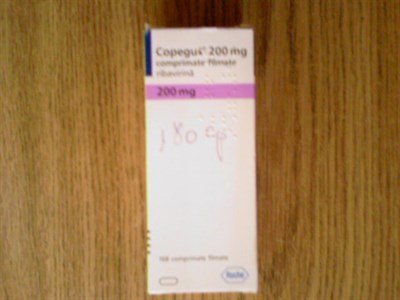 Copegus® 200 mg
comprimate filmate
ribavirină
200 mg
180 cp
168 comprimate filmate
Roche